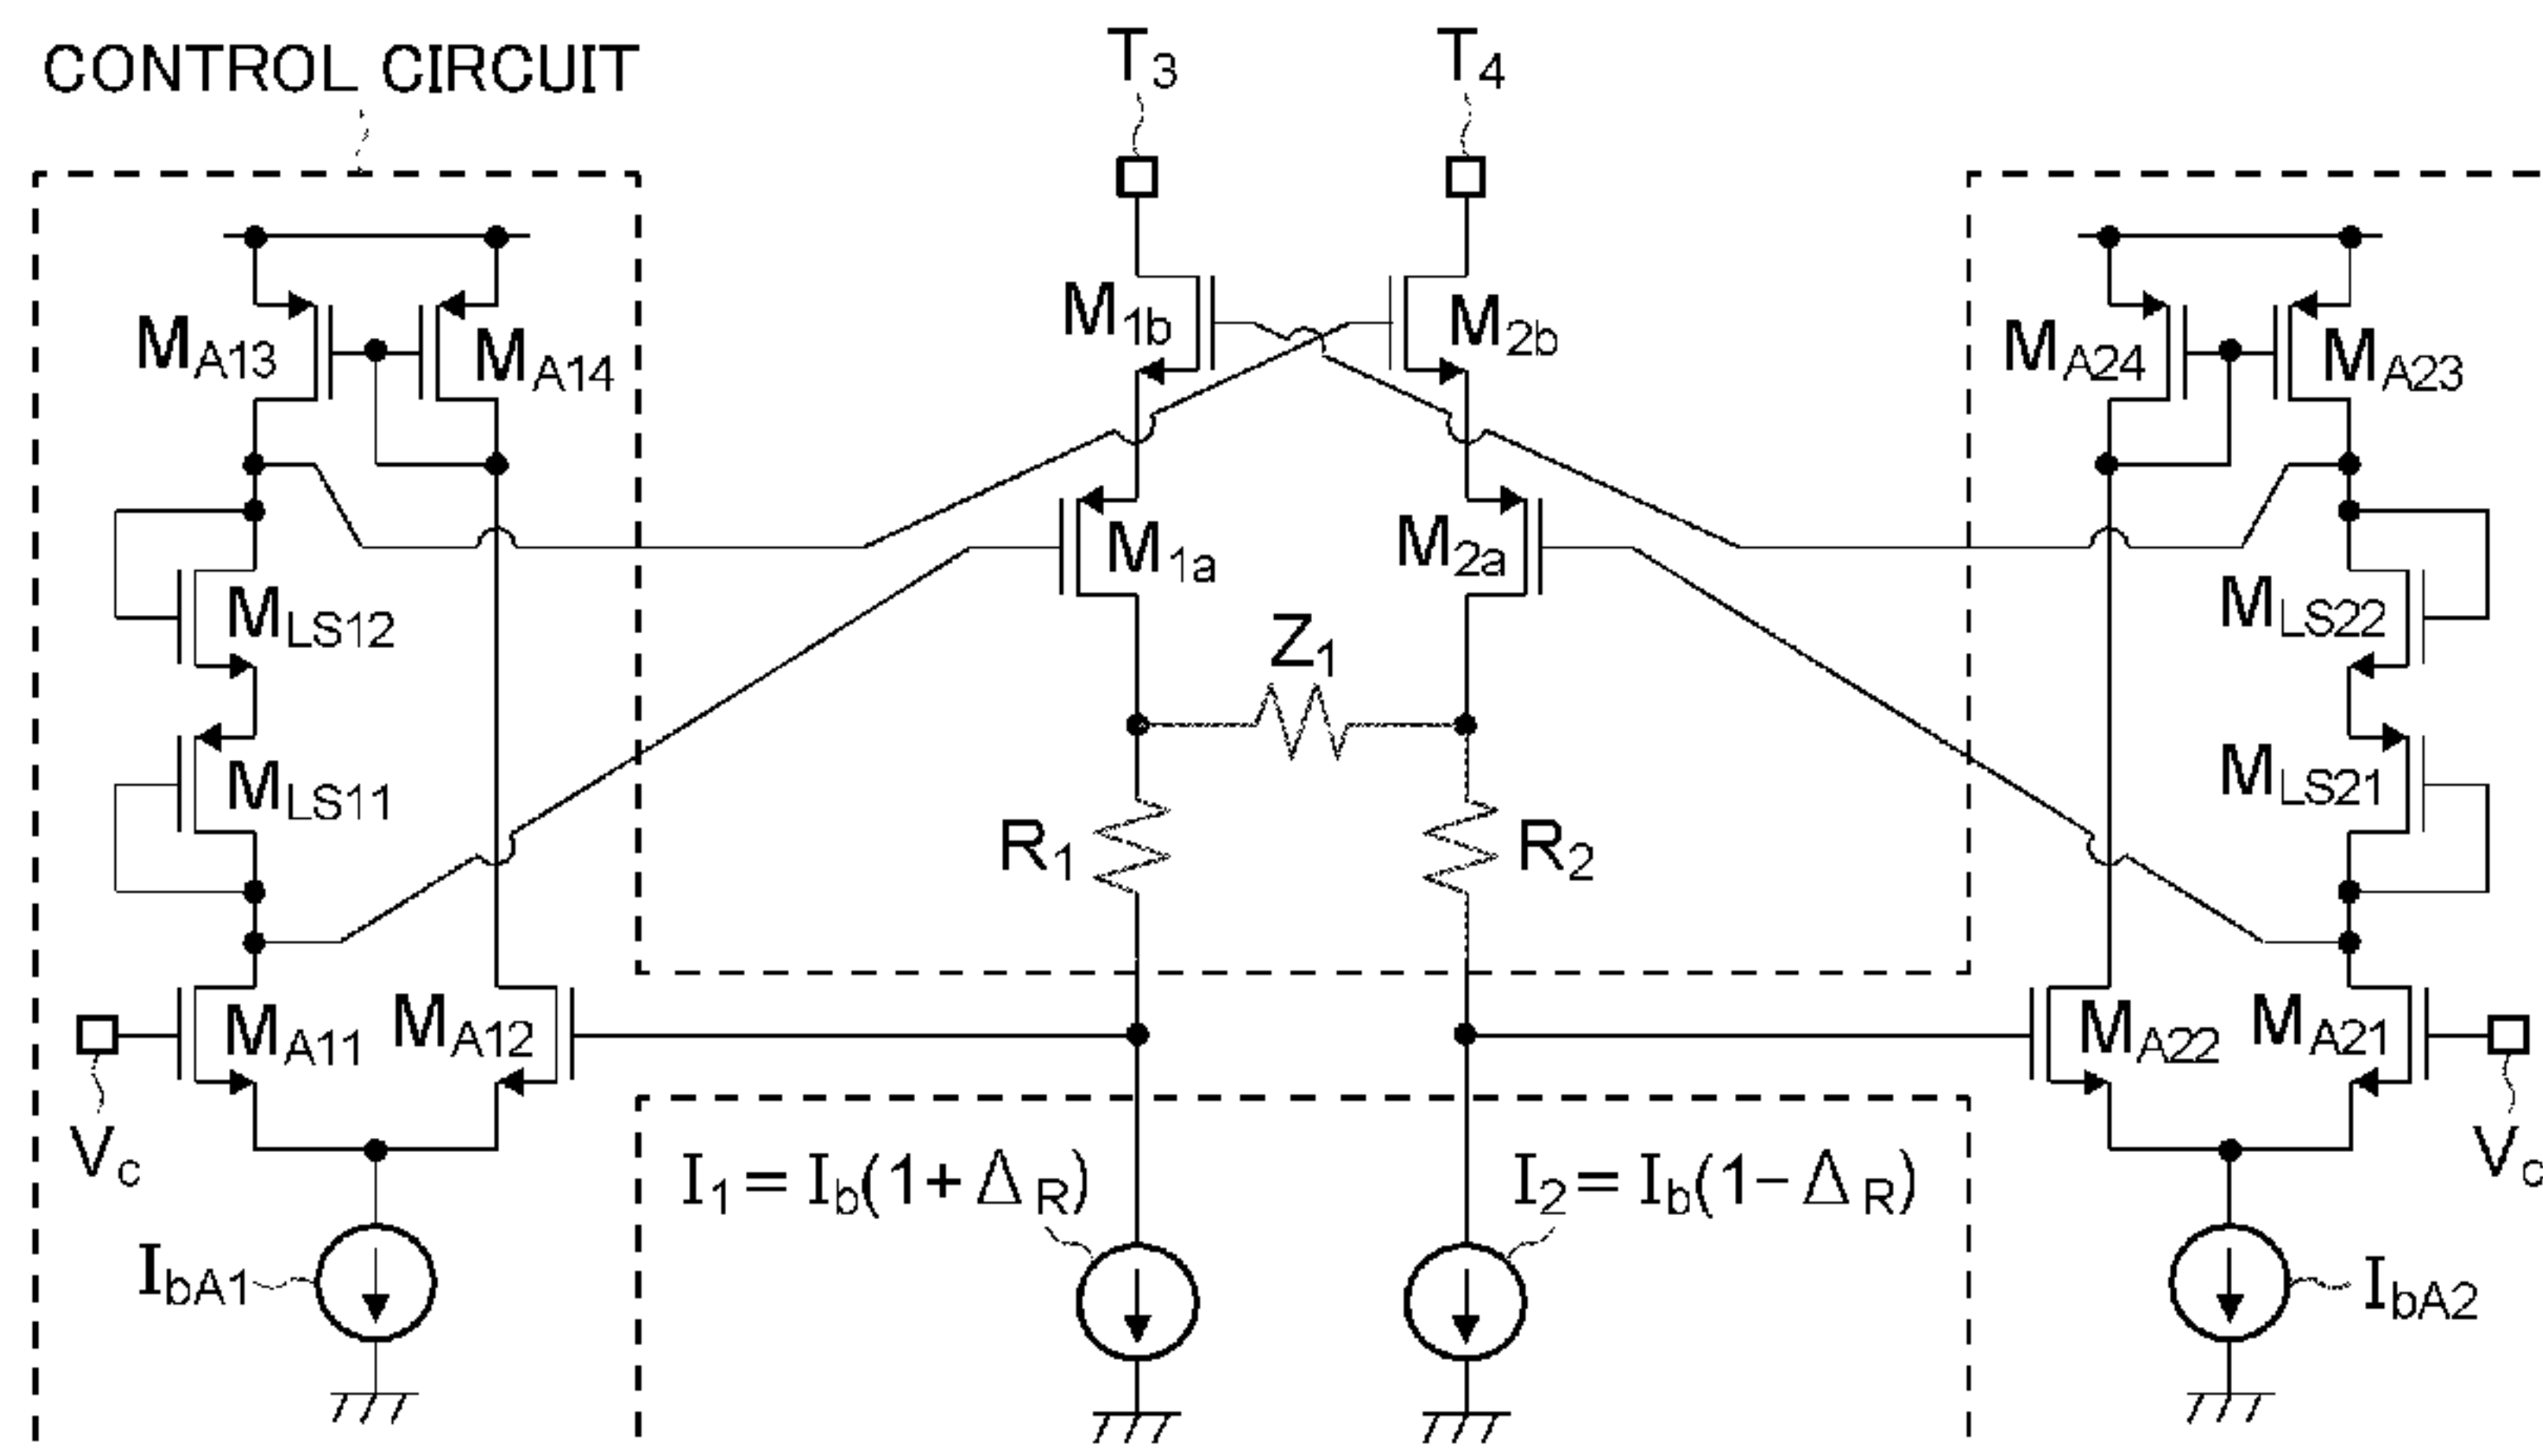 CONTROL CIRCUIT
T3
T4
MA13
MA14
M1b
M2b
MA24
MA23
M1a
M2a
MLS12
MLS22
Z1
MLS11
MLS21
R1
R2
MA11
MA12
MA22
MA21
Vc
Vc
I1 = Ib(1+ ΔR)
I2 = Ib(1− ΔR)
IbA1
IbA2